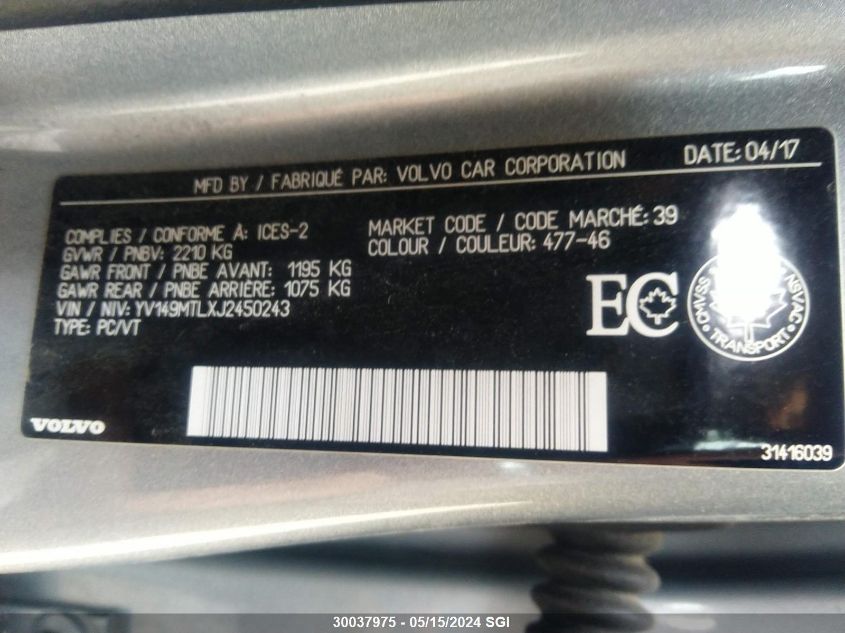 MFD BY / FABRIQUÉ PAR: VOLVO CAR CORPORATION DATE: 04/17
COMPLIES / CONFORME À: ICES-2
GVWR / PNBV: 2210 KG
GAWR FRONT / PNBE AVANT: 1195 KG
GAWR REAR / PNBE ARRIÈRE: 1075 KG
VIN / NIV: YV149MTLXJ2450243
TYPE: PC/VT
MARKET CODE / CODE MARCHÉ: 39
COLOUR / COULEUR: 477-46
EC
CMVSS NSVAC
TRANSPORT
VOLVO
31416039
30037975 - 05/15/2024 SGI